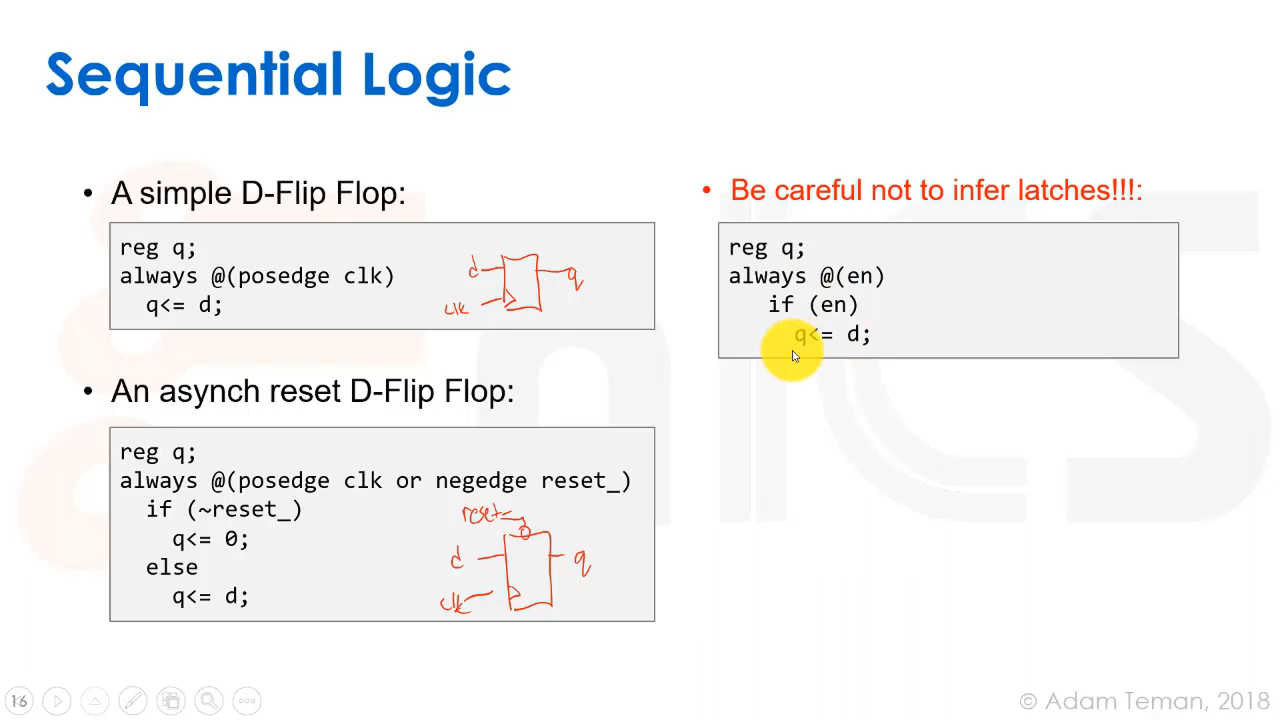 Sequential Logic
• A simple D-Flip Flop:
reg q;
always @(posedge clk)
q<= d;
d
q
clk
• An asynch reset D-Flip Flop:
reg q;
always @(posedge clk or negedge reset_)
if (~reset_)
q<= 0;
else
q<= d;
reset_
d
q
clk
• Be careful not to infer latches!!!:
reg q;
always @(en)
if (en)
q<= d;
16
© Adam Teman, 2018